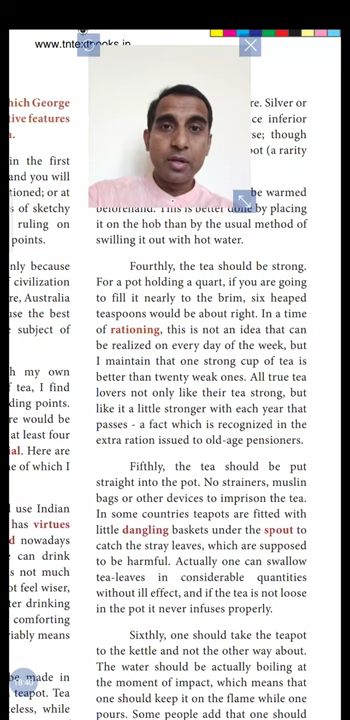 www.tntextbooks.in
hich George
tive features
in the first
and you will
tioned; or at
s of sketchy
ruling on
points.
nly because
civilization
re, Australia
use the best
subject of
h my own
f tea, I find
ding points.
re would be
at least four
ial. Here are
ne of which I
l use Indian
has virtues
d nowadays
can drink
s not much
ot feel wiser,
ter drinking
comforting
riably means
be made in
teapot. Tea
teless, while
18:40
re. Silver or
ce inferior
se; though
pot (a rarity
be warmed
beforehand. This is better done by placing
it on the hob than by the usual method of
swilling it out with hot water.
Fourthly, the tea should be strong.
For a pot holding a quart, if you are going
to fill it nearly to the brim, six heaped
teaspoons would be about right. In a time
of rationing, this is not an idea that can
be realized on every day of the week, but
I maintain that one strong cup of tea is
better than twenty weak ones. All true tea
lovers not only like their tea strong, but
like it a little stronger with each year that
passes - a fact which is recognized in the
extra ration issued to old-age pensioners.
Fifthly, the tea should be put
straight into the pot. No strainers, muslin
bags or other devices to imprison the tea.
In some countries teapots are fitted with
little dangling baskets under the spout to
catch the stray leaves, which are supposed
to be harmful. Actually one can swallow
tea-leaves in considerable quantities
without ill effect, and if the tea is not loose
in the pot it never infuses properly.
Sixthly, one should take the teapot
to the kettle and not the other way about.
The water should be actually boiling at
the moment of impact, which means that
one should keep it on the flame while one
pours. Some people add that one should